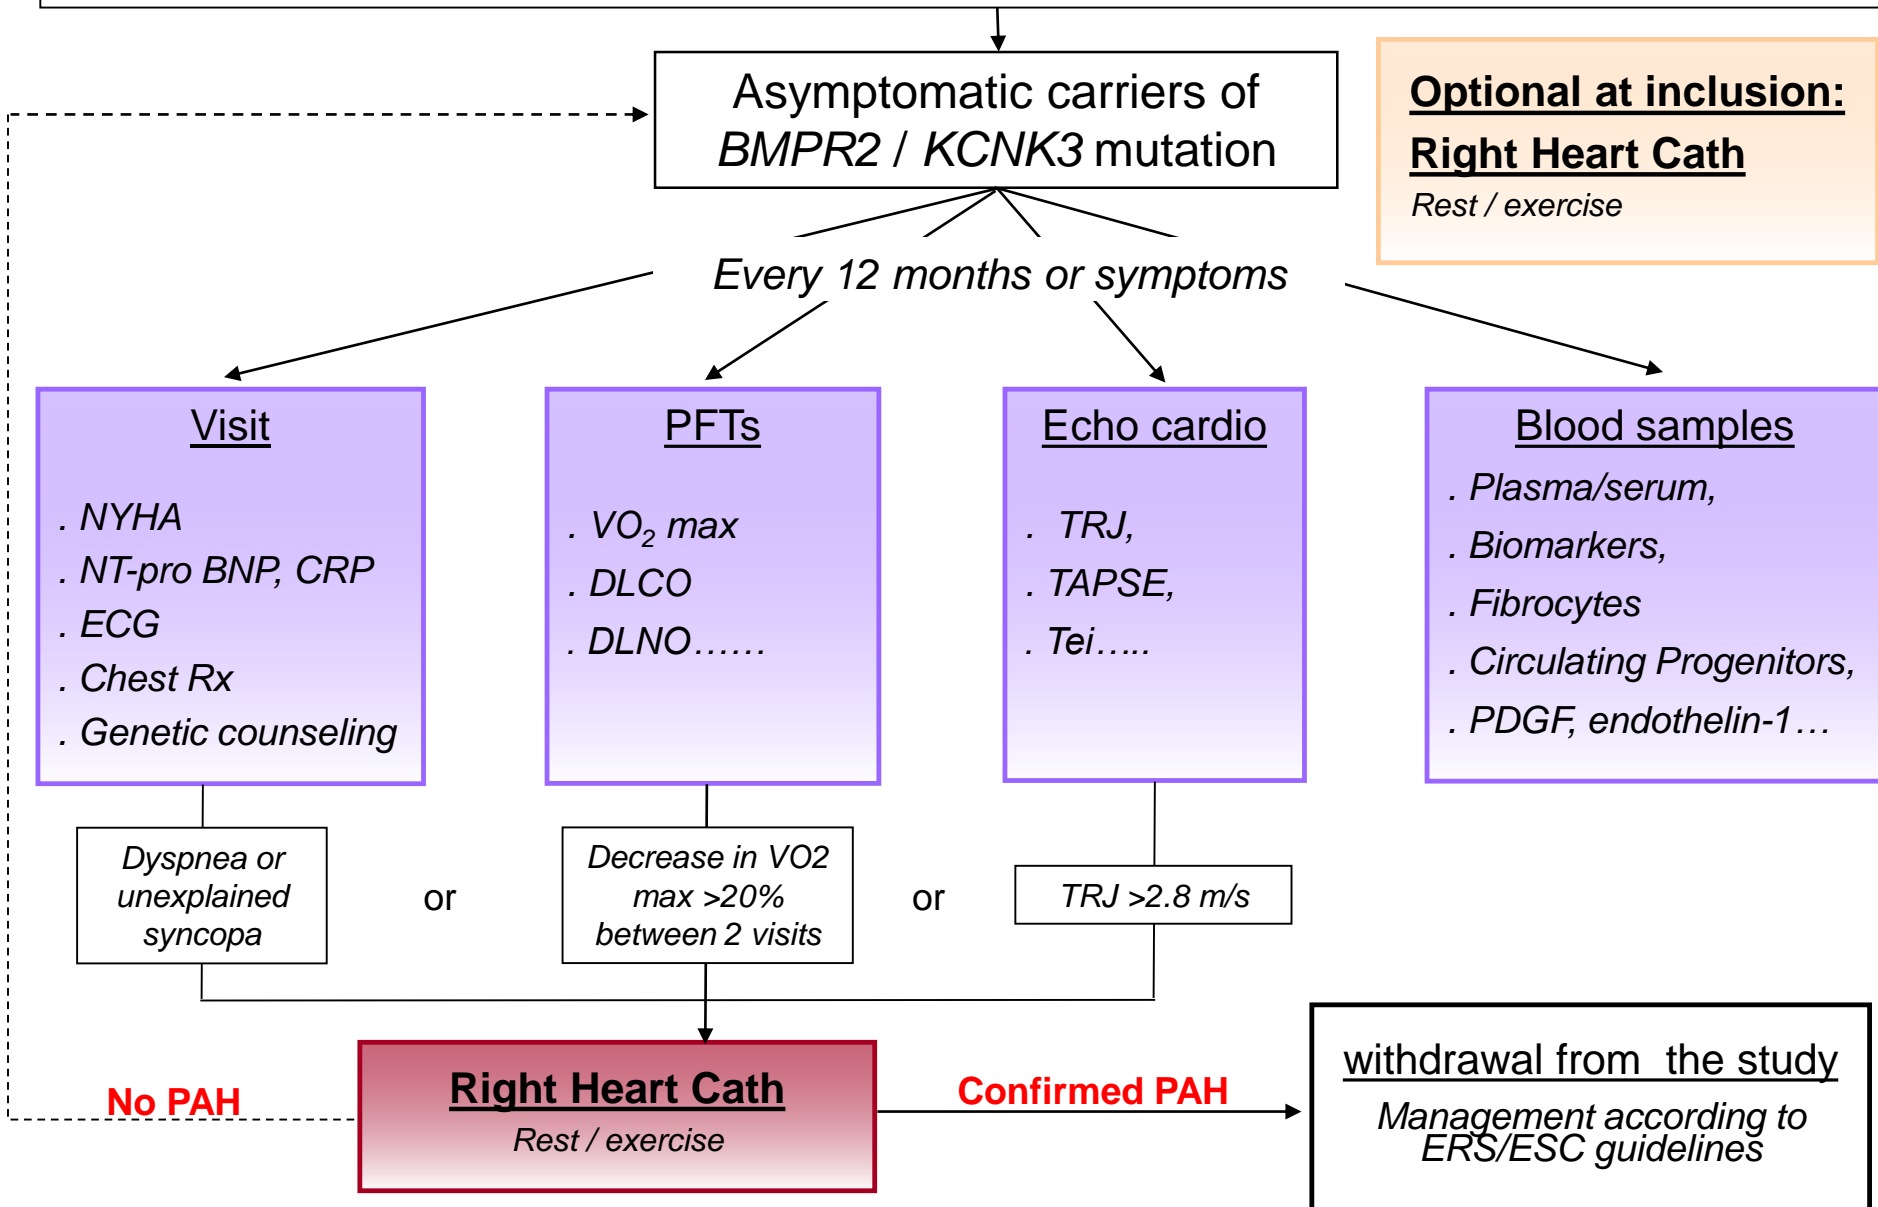 Asymptomatic carriers of
BMPR2 / KCNK3 mutation
Optional at inclusion:
Right Heart Cath
Rest / exercise
Every 12 months or symptoms
Visit
. NYHA
. NT-pro BNP, CRP
. ECG
. Chest Rx
. Genetic counseling
PFTs
. VO2 max
. DLCO
. DLNO……
Echo cardio
. TRJ,
. TAPSE,
. Tei…..
Blood samples
. Plasma/serum,
. Biomarkers,
. Fibrocytes
. Circulating Progenitors,
. PDGF, endothelin-1…
Dyspnea or
unexplained
syncopa
or
Decrease in VO2
max >20%
between 2 visits
or
TRJ >2.8 m/s
No PAH
Right Heart Cath
Rest / exercise
Confirmed PAH
withdrawal from the study
Management according to
ERS/ESC guidelines